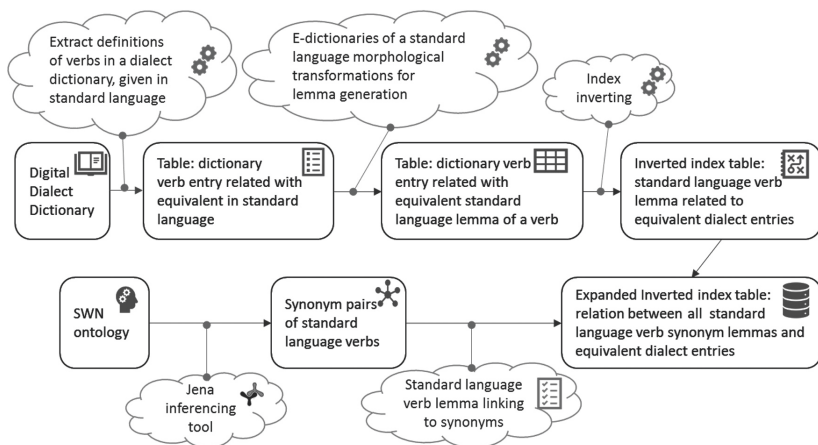 Extract definitions
of verbs in a dialect
dictionary, given in
standard language
E-dictionaries of a standard
language morphological
transformations for
lemma generation
Index
inverting
Digital
Dialect
Dictionary
Table: dictionary
verb entry related with
equivalent in standard
language
Table: dictionary verb
entry related with
equivalent standard
language lemma of a verb
Inverted index table:
standard language verb
lemma related to
equivalent dialect entries
SWN
ontology
Synonym pairs
of standard
language verbs
Expanded Inverted index table:
relation between all standard
language verb synonym lemmas and
equivalent dialect entries
Jena
inferencing
tool
Standard language
verb lemma linking
to synonyms